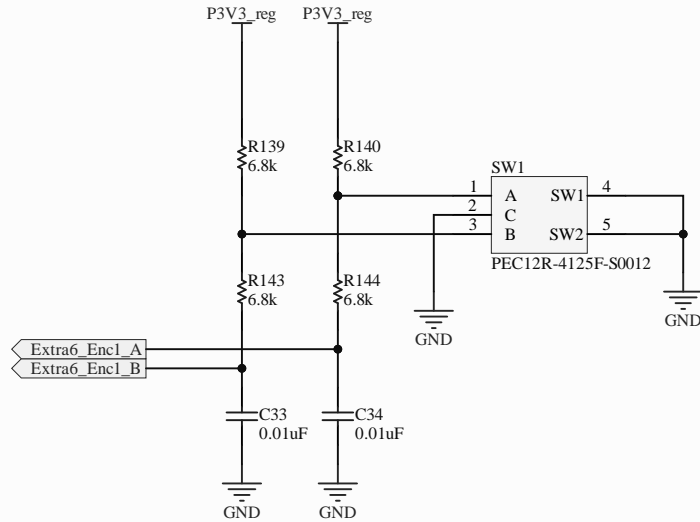 P3V3_reg P3V3_reg
R139
6.8k
R140
6.8k
SW1
1 A SW1 4
2 C
3 B SW2 5
PEC12R-4125F-S0012
R143
6.8k
R144
6.8k
GND
GND
Extra6_Enc1_A
Extra6_Enc1_B
C33
0.01uF
C34
0.01uF
GND
GND